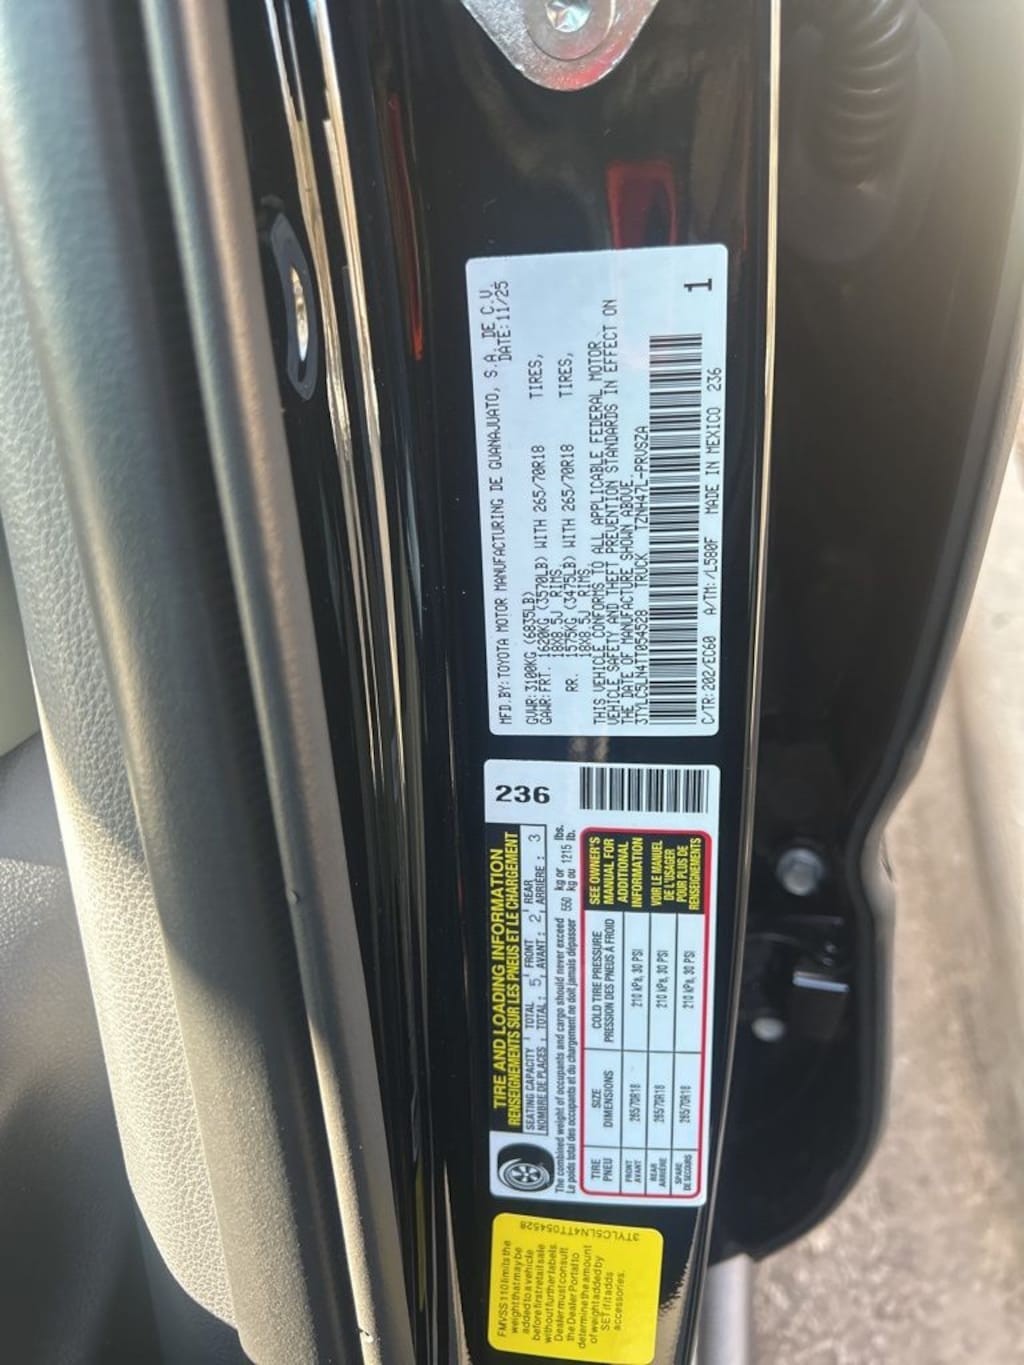 MFD.BY:TOYOTA MOTOR MANUFACTURING DE GUANAJUATO, S.A. DE C.V.
DATE:11/25
GVWR:3100KG (6835LB)
GAWR:FRT. 1620KG (3570LB) WITH 265/70R18 TIRES,
18X8.5J RIMS,
RR. 1575KG (3475LB) WITH 265/70R18 TIRES,
18X8.5J RIMS
THIS VEHICLE CONFORMS TO ALL APPLICABLE FEDERAL MOTOR
VEHICLE SAFETY AND THEFT PREVENTION STANDARDS IN EFFECT ON
THE DATE OF MANUFACTURE SHOWN ABOVE.
3TYLC5LN4TT054528 TRUCK TZNH47L-PRVSZA
1
C/TR:202/EC60 A/TM:/L580F MADE IN MEXICO 236
236
TIRE AND LOADING INFORMATION
RENSEIGNEMENTS SUR LES PNEUS ET LE CHARGEMENT
SEATING CAPACITY TOTAL 5 FRONT 2 REAR 3
NOMBRE DE PLACES TOTAL: AVANT: ARRIÈRE:
The combined weight of occupants and cargo should never exceed 550 kg or 1215 lbs.
Le poids total des occupants et du chargement ne doit jamais dépasser kg ou lb.
TIRE PNEU SIZE DIMENSIONS COLD TIRE PRESSURE PRESSION DES PNEUS À FROID
FRONT AVANT 265/70R18 210 kPa, 30 PSI
REAR ARRIÈRE 265/70R18 210 kPa, 30 PSI
SPARE DE SECOURS 265/70R18 210 kPa, 30 PSI
SEE OWNER'S
MANUAL FOR
ADDITIONAL
INFORMATION
VOIR LE MANUEL
DE L'USAGER
POUR PLUS DE
RENSEIGNEMENTS
3TYLC5LN4TT054528
FMVSS 110 limits the
weight that may be
added to a vehicle
before first retail sale
without further labels.
Dealer must consult
the Dealer Portal to
determine the amount
of weight added by
SET if it adds
accessories.